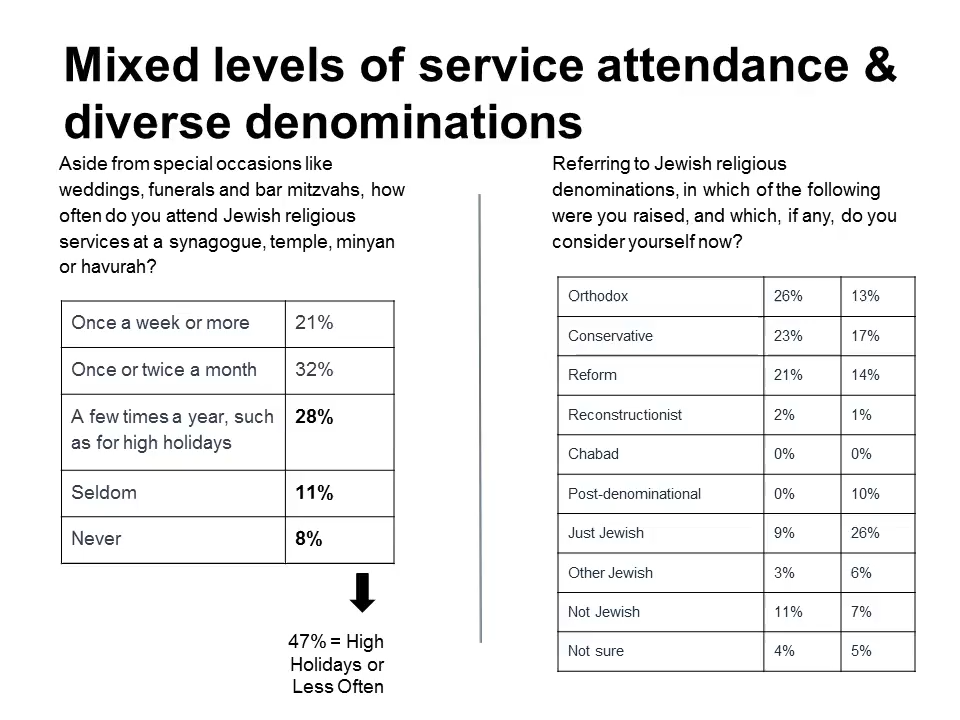 Mixed levels of service attendance &
diverse denominations
Aside from special occasions like
weddings, funerals and bar mitzvahs, how
often do you attend Jewish religious
services at a synagogue, temple, minyan
or havurah?
Once a week or more 21%
Once or twice a month 32%
A few times a year, such 28%
as for high holidays
Seldom 11%
Never 8%
47% = High
Holidays or
Less Often
Referring to Jewish religious
denominations, in which of the following
were you raised, and which, if any, do you
consider yourself now?
Orthodox 26% 13%
Conservative 23% 17%
Reform 21% 14%
Reconstructionist 2% 1%
Chabad 0% 0%
Post-denominational 0% 10%
Just Jewish 9% 26%
Other Jewish 3% 6%
Not Jewish 11% 7%
Not sure 4% 5%